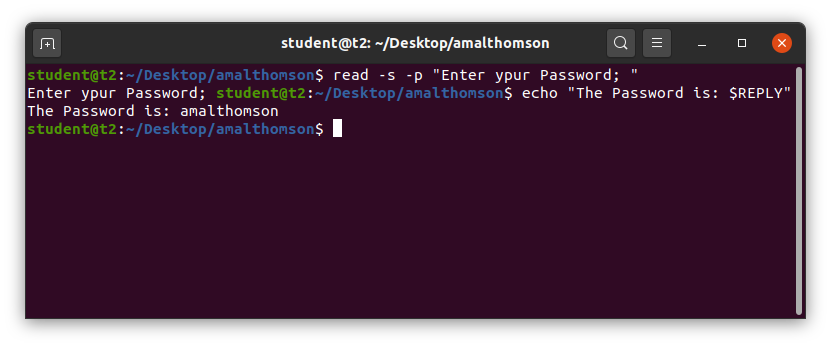 student@t2: ~/Desktop/amalthomson
student@t2:~/Desktop/amalthomson$ read -s -p "Enter ypur Password; "
Enter ypur Password; student@t2:~/Desktop/amalthomson$ echo "The Password is: $REPLY"
The Password is: amalthomson
student@t2:~/Desktop/amalthomson$